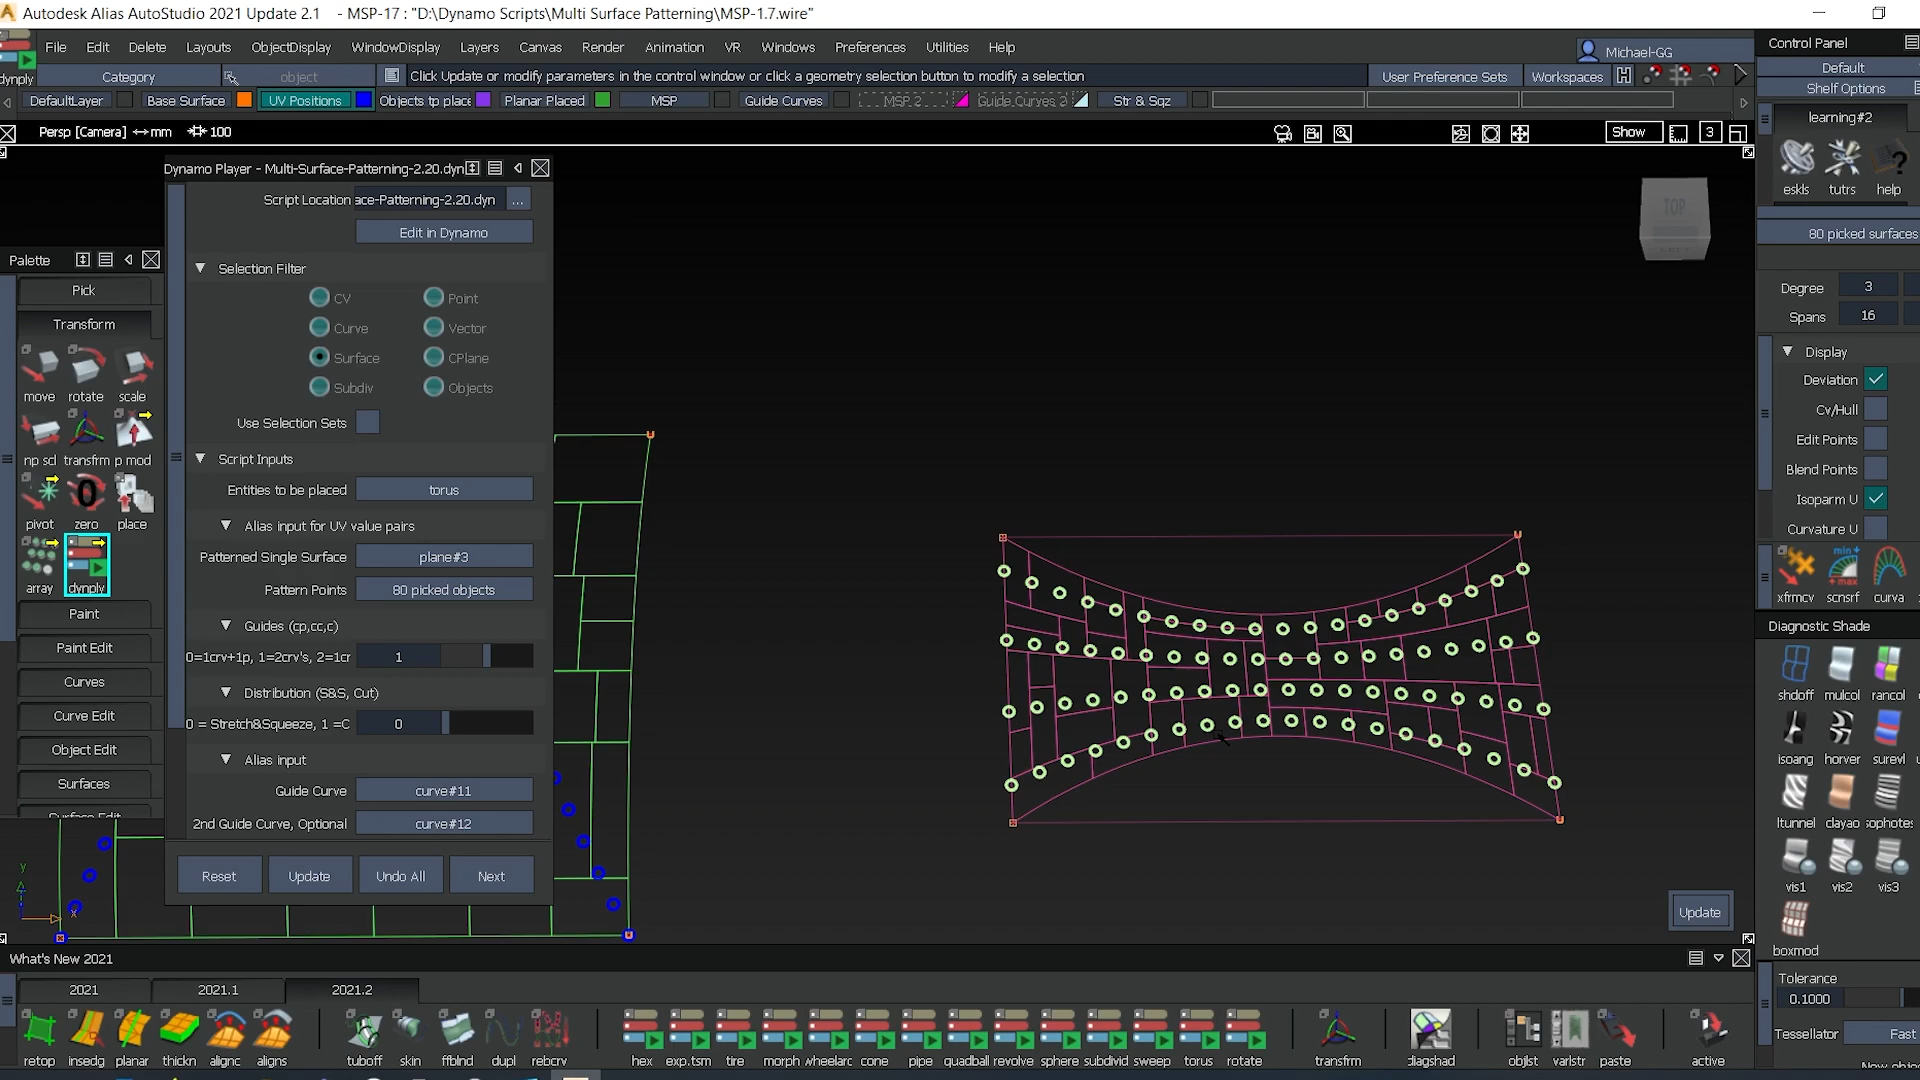 Autodesk Alias AutoStudio 2021 Update 2.1 - MSP-17 : "D:\Dynamo Scripts\Multi Surface Patterning\MSP-1.7.wire"
File Edit Delete Layouts ObjectDisplay WindowDisplay Layers Canvas Render Animation VR Windows Preferences Utilities Help
Michael-GG
Control Panel
dynply
Category
object
Click Update or modify parameters in the control window or click a geometry selection button to modify a selection
User Preference Sets
Workspaces
Default
Shelf Options
DefaultLayer
Base Surface
UV Positions
Objects tp place
Planar Placed
MSP
Guide Curves
MSP 2
Guide_Curves 2
Str & Sqz
learning#2
Persp [Camera] mm 100
Show
3
eskls tutrs help
80 picked surfaces
Degree 3
Spans 16
Display
Deviation
Cv/Hull
Edit Points
Blend Points
Isoparm U
Curvature U
xfrmcv scnsrf curva
Diagnostic Shade
shdoff mulcol rancol
isoang horver surevl
ltunnel clayao sophotes
vis1 vis2 vis3
boxmod
Tolerance
0.1000
Tessellator Fast
TOP
Update
Palette
Pick
Transform
move rotate scale
np scl transfrm p mod
pivot zero place
array dynply
Paint
Paint Edit
Curves
Curve Edit
Object Edit
Surfaces
Surface Edit
Dynamo Player - Multi-Surface-Patterning-2.20.dyn
Script Location ace-Patterning-2.20.dyn ...
Edit in Dynamo
Selection Filter
CV Point
Curve Vector
Surface CPlane
Subdiv Objects
Use Selection Sets
Script Inputs
Entities to be placed torus
Alias input for UV value pairs
Patterned Single Surface plane#3
Pattern Points 80 picked objects
Guides (cp,cc,c)
0=1crv+1p, 1=2crv's, 2=1cr 1
Distribution (S&S, Cut)
0 = Stretch&Squeeze, 1 =C 0
Alias input
Guide Curve curve#11
2nd Guide Curve, Optional curve#12
Reset Update Undo All Next
y
x
What's New 2021
2021 2021.1 2021.2
retop insedg planar thickn alignc aligns tuboff skin ffblnd dupl rebcrv hex exp.tsm tire morph wheelarc cone pipe quadball revolve sphere subdivid sweep torus rotate transfrm diagshad objlst varlstr paste active